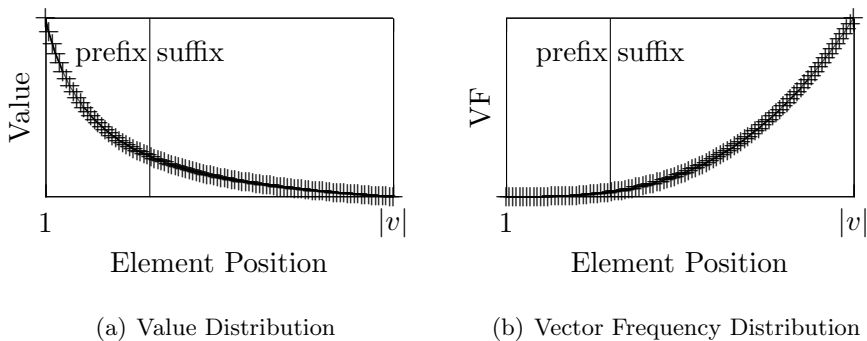 prefix suffix
Value
1 |v|
Element Position
(a) Value Distribution
prefix suffix
VF
1 |v|
Element Position
(b) Vector Frequency Distribution